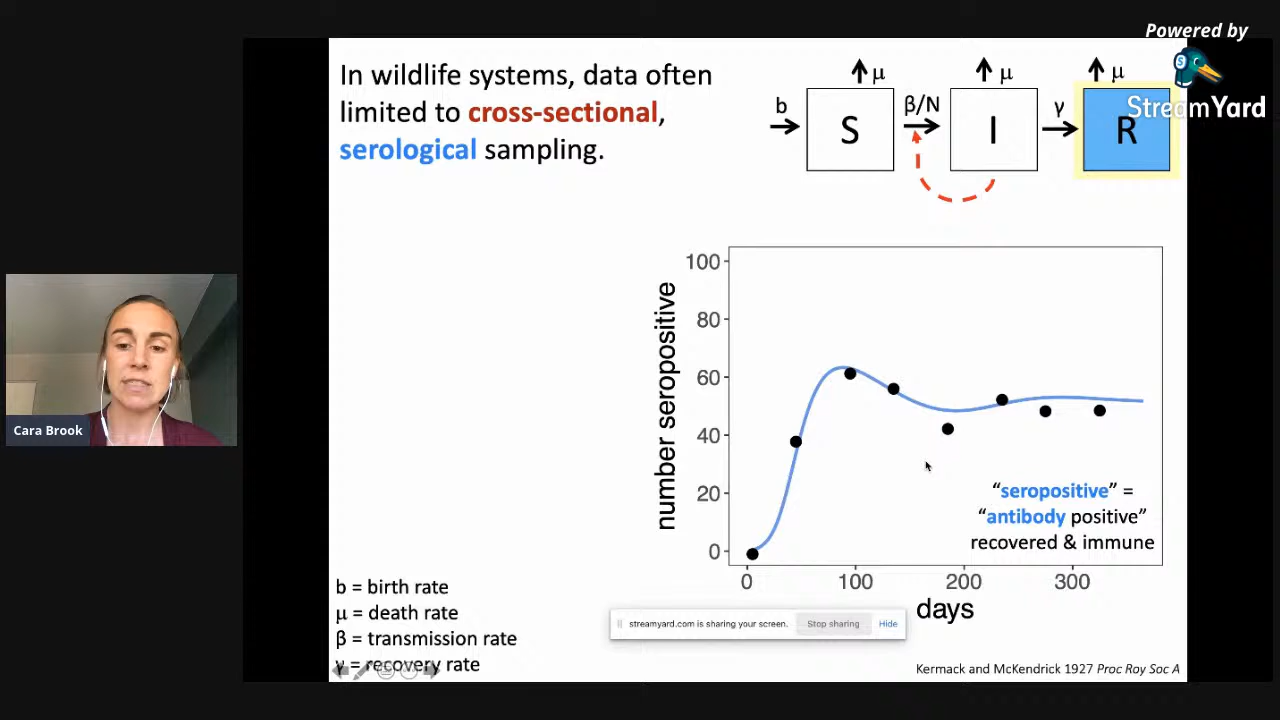 Powered by
StreamYard
In wildlife systems, data often
limited to cross-sectional,
serological sampling.
b
S
μ
β/N
I
μ
γ
R
μ
number seropositive
100
80
60
40
20
0
0
100
200
300
days
“seropositive” =
“antibody positive”
recovered & immune
Cara Brook
b = birth rate
μ = death rate
β = transmission rate
γ = recovery rate
streamyard.com is sharing your screen.
Stop sharing
Hide
Kermack and McKendrick 1927 Proc Roy Soc A